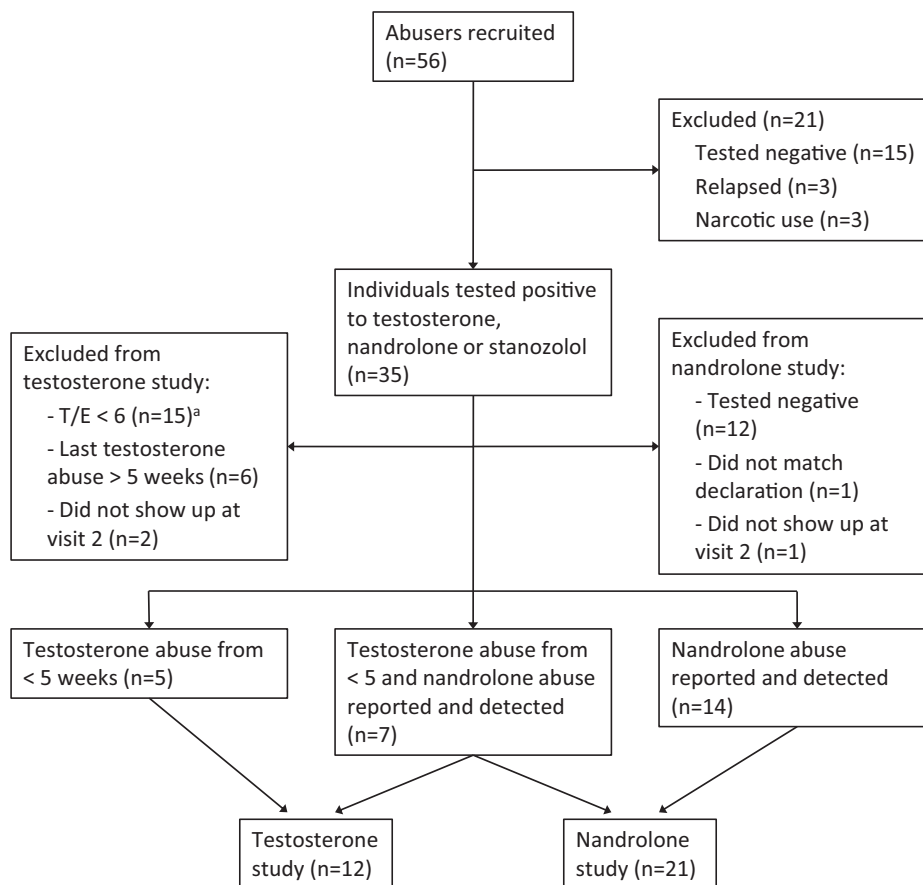 Abusers recruited
(n=56)
Excluded (n=21)
Tested negative (n=15)
Relapsed (n=3)
Narcotic use (n=3)
Individuals tested positive
to testosterone,
nandrolone or stanozolol
(n=35)
Excluded from
testosterone study:
- T/E < 6 (n=15)ᵃ
- Last testosterone
abuse > 5 weeks (n=6)
- Did not show up at
visit 2 (n=2)
Excluded from
nandrolone study:
- Tested negative
(n=12)
- Did not match
declaration (n=1)
- Did not show up at
visit 2 (n=1)
Testosterone abuse from
< 5 weeks (n=5)
Testosterone abuse from
< 5 and nandrolone abuse
reported and detected
(n=7)
Nandrolone abuse
reported and detected
(n=14)
Testosterone
study (n=12)
Nandrolone
study (n=21)